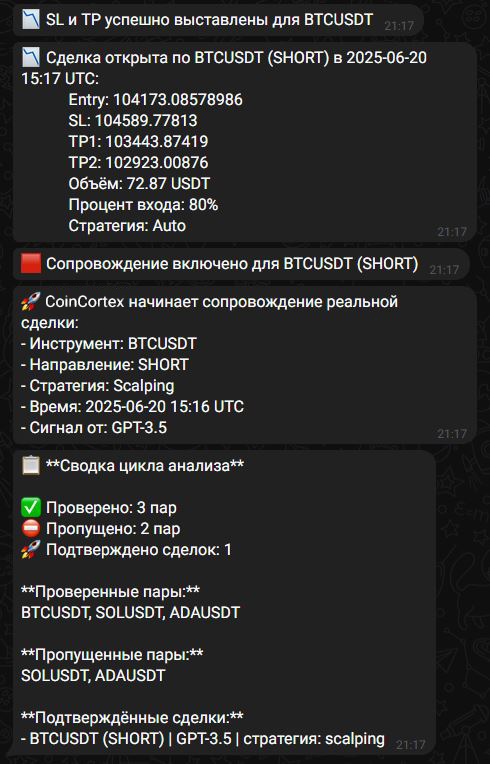 📉 SL и TP успешно выставлены для BTCUSDT 21:17
📉 Сделка открыта по BTCUSDT (SHORT) в 2025-06-20
15:17 UTC:
Entry: 104173.08578986
SL: 104589.77813
TP1: 103443.87419
TP2: 102923.00876
Объём: 72.87 USDT
Процент входа: 80%
Стратегия: Auto
21:17
🟥 Сопровождение включено для BTCUSDT (SHORT) 21:17
🚀 CoinCortex начинает сопровождение реальной
сделки:
- Инструмент: BTCUSDT
- Направление: SHORT
- Стратегия: Scalping
- Время: 2025-06-20 15:16 UTC
- Сигнал от: GPT-3.5
21:17
📋 **Сводка цикла анализа**
✅ Проверено: 3 пар
⛔ Пропущено: 2 пар
🚀 Подтверждено сделок: 1
**Проверенные пары:**
BTCUSDT, SOLUSDT, ADAUSDT
**Пропущенные пары:**
SOLUSDT, ADAUSDT
**Подтверждённые сделки:**
- BTCUSDT (SHORT) | GPT-3.5 | стратегия: scalping 21:17